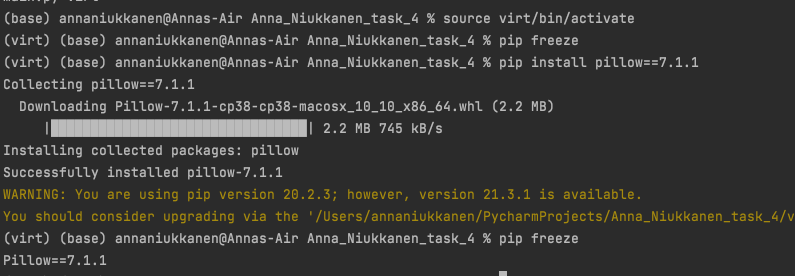 (base) annaniukkanen@Annas-Air Anna_Niukkanen_task_4 % source virt/bin/activate
(virt) (base) annaniukkanen@Annas-Air Anna_Niukkanen_task_4 % pip freeze
(virt) (base) annaniukkanen@Annas-Air Anna_Niukkanen_task_4 % pip install pillow==7.1.1
Collecting pillow==7.1.1
  Downloading Pillow-7.1.1-cp38-cp38-macosx_10_10_x86_64.whl (2.2 MB)
     |████████████████████████████████| 2.2 MB 745 kB/s
Installing collected packages: pillow
Successfully installed pillow-7.1.1
WARNING: You are using pip version 20.2.3; however, version 21.3.1 is available.
You should consider upgrading via the '/Users/annaniukkanen/PycharmProjects/Anna_Niukkanen_task_4/v
(virt) (base) annaniukkanen@Annas-Air Anna_Niukkanen_task_4 % pip freeze
Pillow==7.1.1